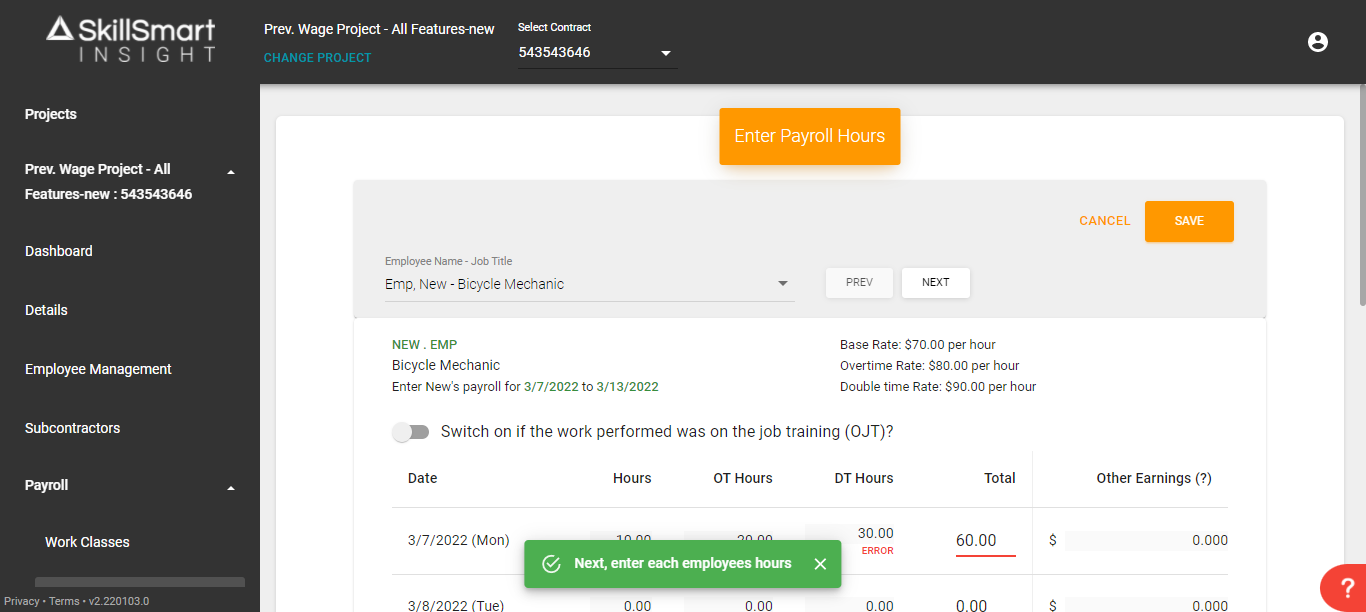 SkillSmart
INSIGHT
Prev. Wage Project - All Features-new
CHANGE PROJECT
Select Contract
543543646
Projects
Prev. Wage Project - All
Features-new : 543543646
Dashboard
Details
Employee Management
Subcontractors
Payroll
Work Classes
Privacy • Terms • v2.220103.0
Enter Payroll Hours
CANCEL
SAVE
Employee Name - Job Title
Emp, New - Bicycle Mechanic
PREV
NEXT
NEW . EMP
Bicycle Mechanic
Enter New's payroll for 3/7/2022 to 3/13/2022
Base Rate: $70.00 per hour
Overtime Rate: $80.00 per hour
Double time Rate: $90.00 per hour
Switch on if the work performed was on the job training (OJT)?
Date Hours OT Hours DT Hours Total Other Earnings (?)
3/7/2022 (Mon) 30.00 60.00 $ 0.000
ERROR
Next, enter each employees hours
3/8/2022 (Tue) 0.00 0.00 0.00 0.00 $ 0.000
?